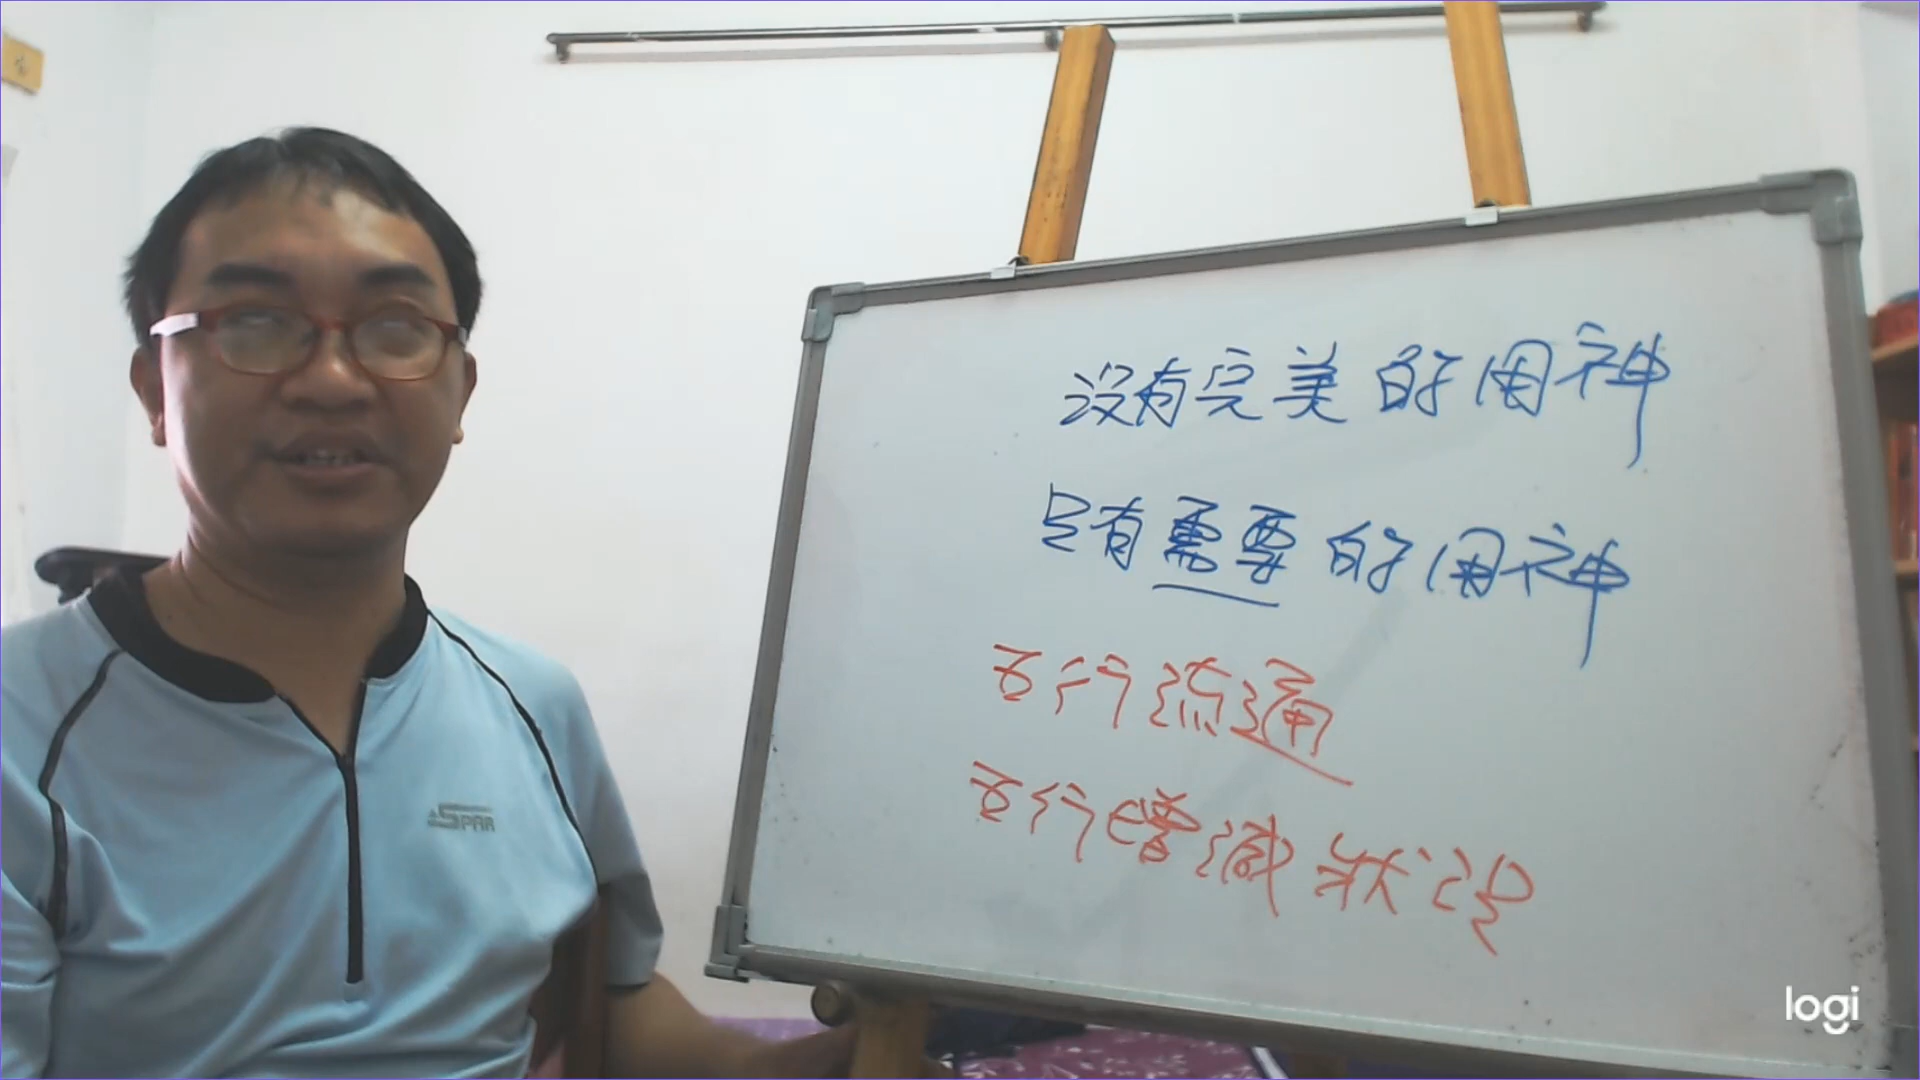 没有完美的用神
只有需要的用神
五行流通
五行增减状况
SPAR
logi